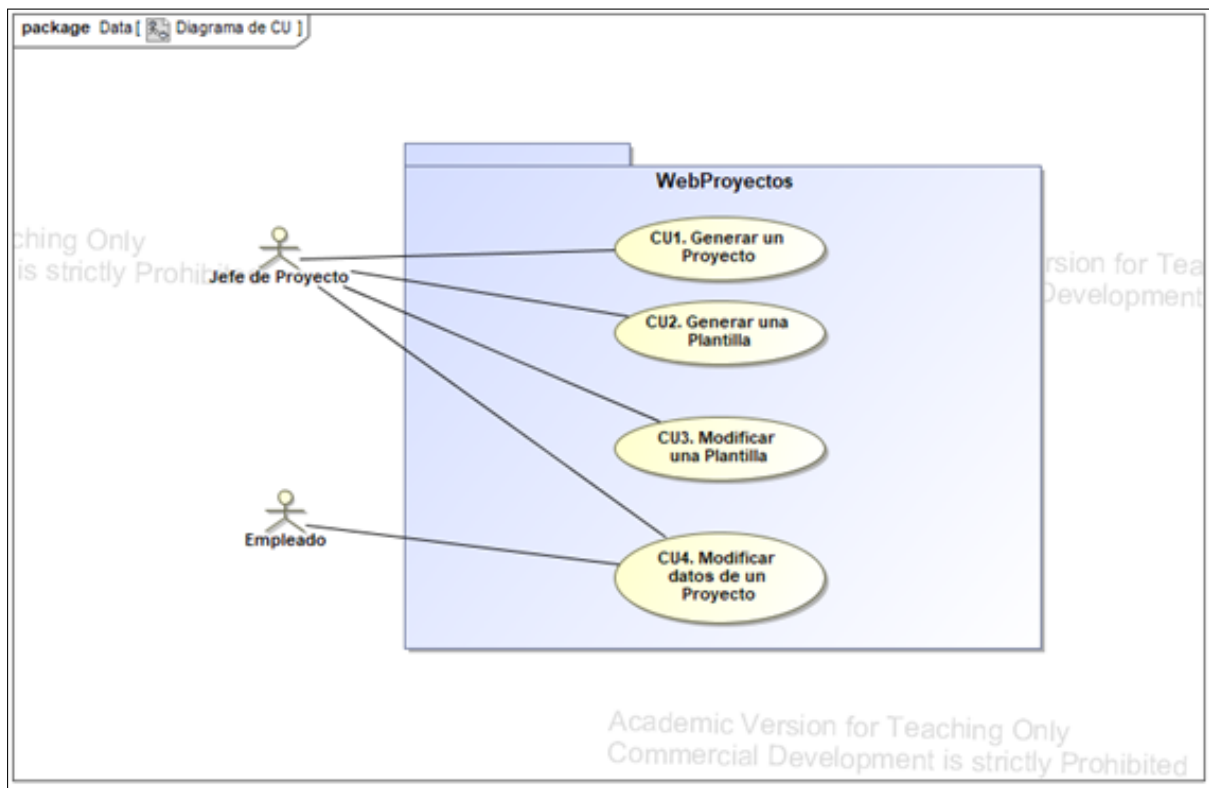 package Data [ Diagrama de CU ]
WebProyectos
CU1. Generar un
Proyecto
ching Only
is strictly Prohib
Jefe de Proyecto
rsion for Tea
Development
CU2. Generar una
Plantilla
CU3. Modificar
una Plantilla
Empleado
CU4. Modificar
datos de un
Proyecto
Academic Version for Teaching Only
Commercial Development is strictly Prohibited